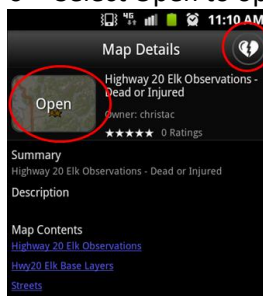 11:10 AM
Map Details
Open
Highway 20 Elk Observations -
Dead or Injured
Owner: christac
★★★★★ 0 Ratings
Summary
Highway 20 Elk Observations - Dead or Injured
Description
Map Contents
Highway 20 Elk Observations
Hwy20 Elk Base Layers
Streets